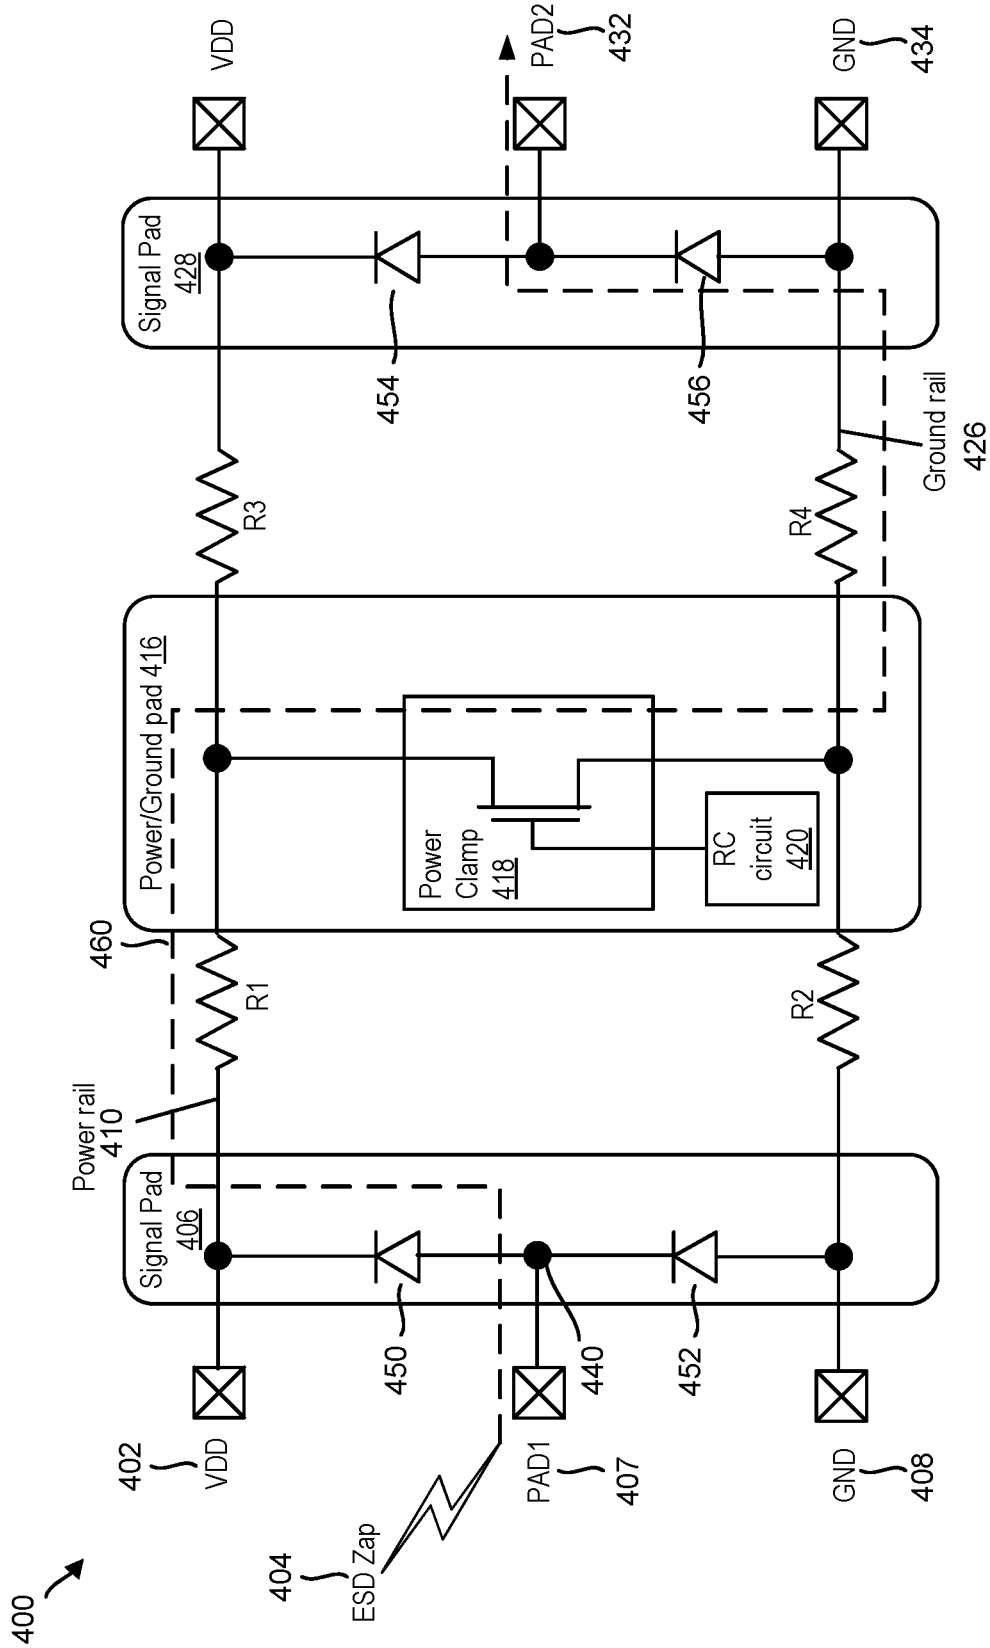 400
404
ESD Zap
402
VDD
PAD1
407
GND
408
Signal Pad
406
450
440
452
Power rail
410
R1
R2
460
Power/Ground pad 416
Power
Clamp
418
RC
circuit
420
R3
R4
Ground rail
426
Signal Pad
428
454
456
VDD
PAD2
432
GND
434